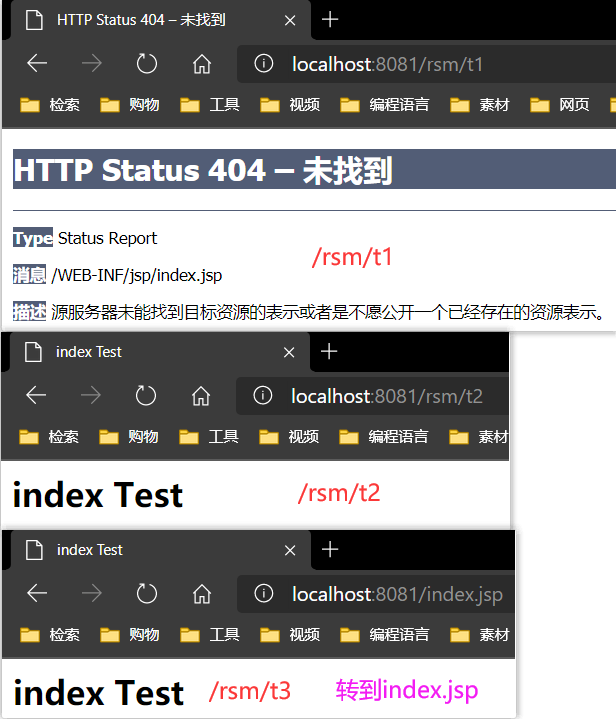 HTTP Status 404 – 未找到
localhost:8081/rsm/t1
检索 购物 工具 视频 编程语言 素材 网页
HTTP Status 404 – 未找到
Type Status Report
/rsm/t1
消息 /WEB-INF/jsp/index.jsp
描述 源服务器未能找到目标资源的表示或者是不愿公开一个已经存在的资源表示。
index Test
localhost:8081/rsm/t2
检索 购物 工具 视频 编程语言 素材
index Test /rsm/t2
index Test
localhost:8081/index.jsp
检索 购物 工具 视频 编程语言 素材
index Test /rsm/t3 转到index.jsp